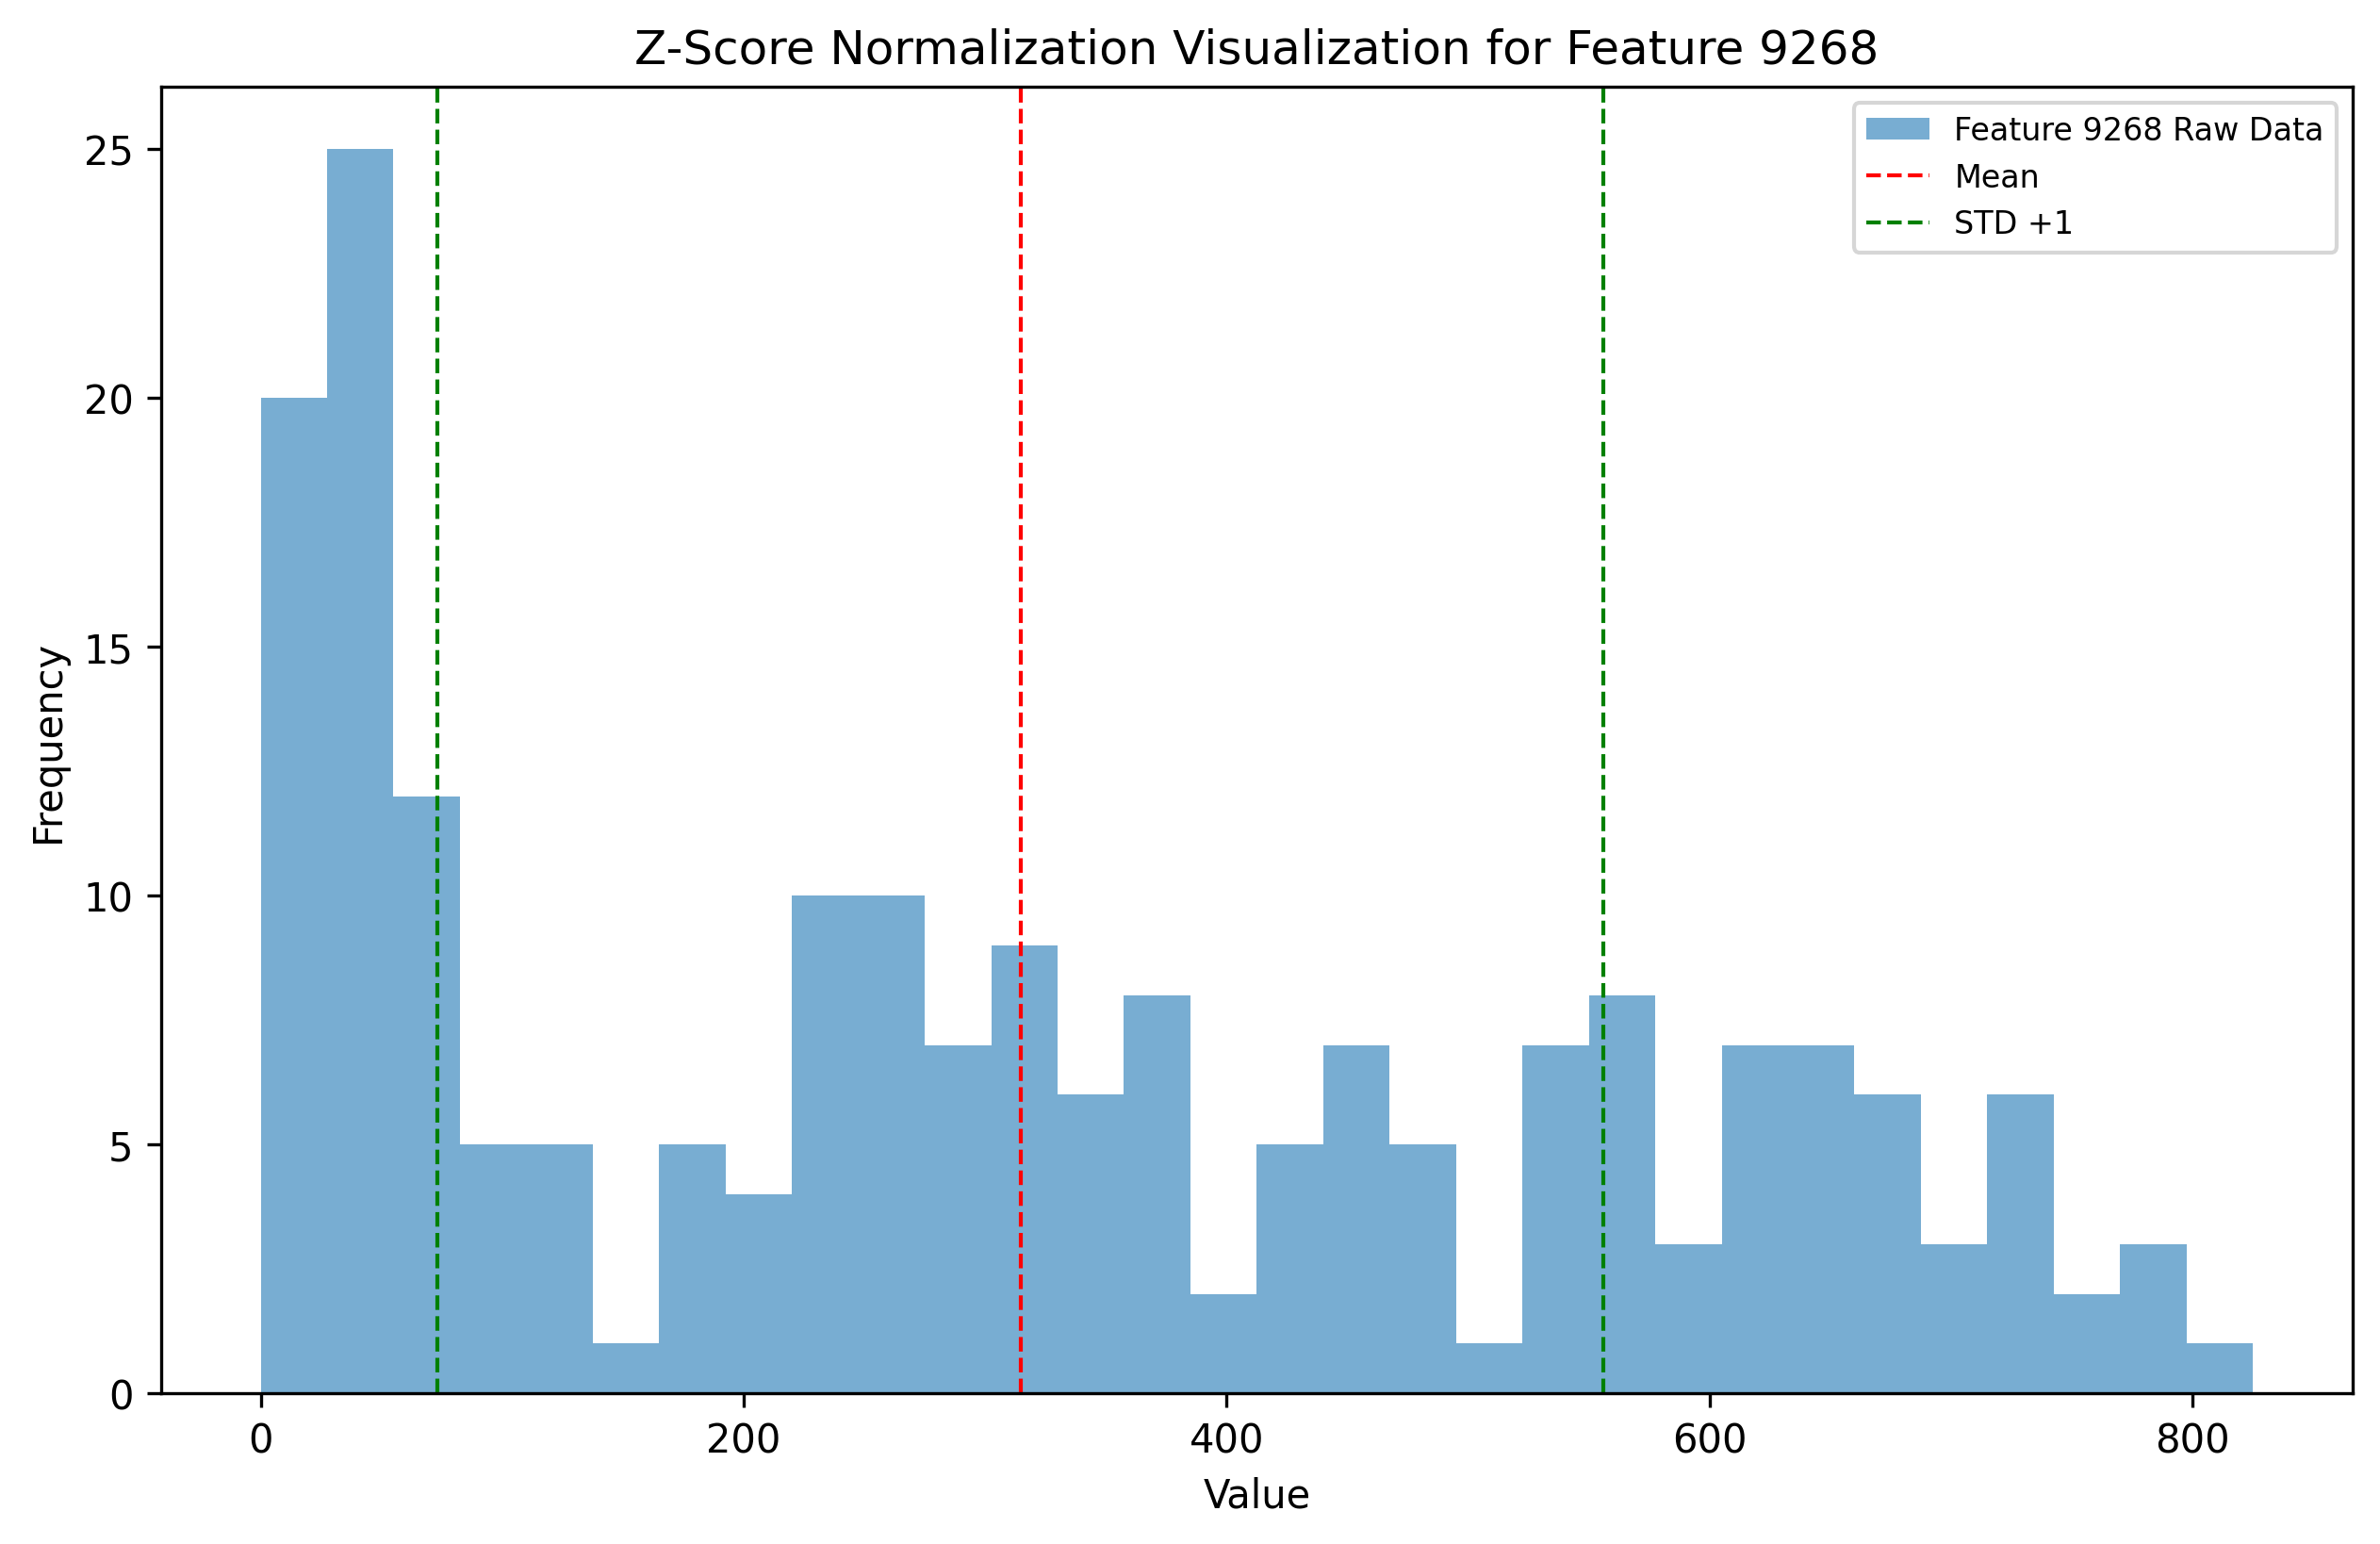 Z-Score Normalization Visualization for Feature 9268
Feature 9268 Raw Data
Mean
STD +1
25
20
15
10
5
0
Frequency
0 200 400 600 800
Value